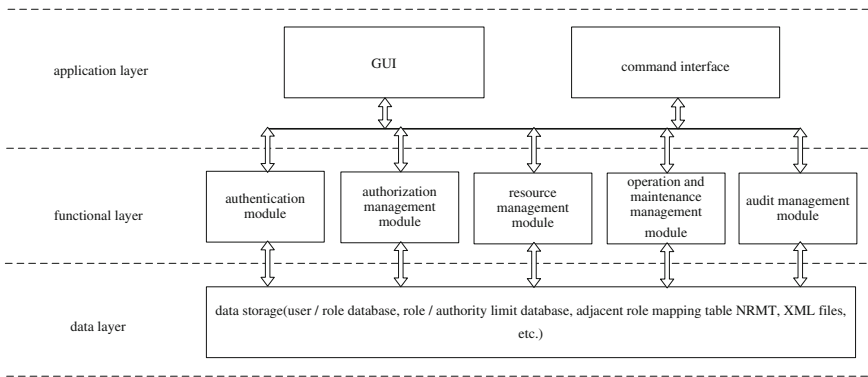 GUI
command interface
application layer
authentication
module
authorization
management
module
resource
management
module
operation and
maintenance
management
module
audit management
module
functional layer
data storage(user / role database, role / authority limit database, adjacent role mapping table NRMT, XML files,
etc.)
data layer